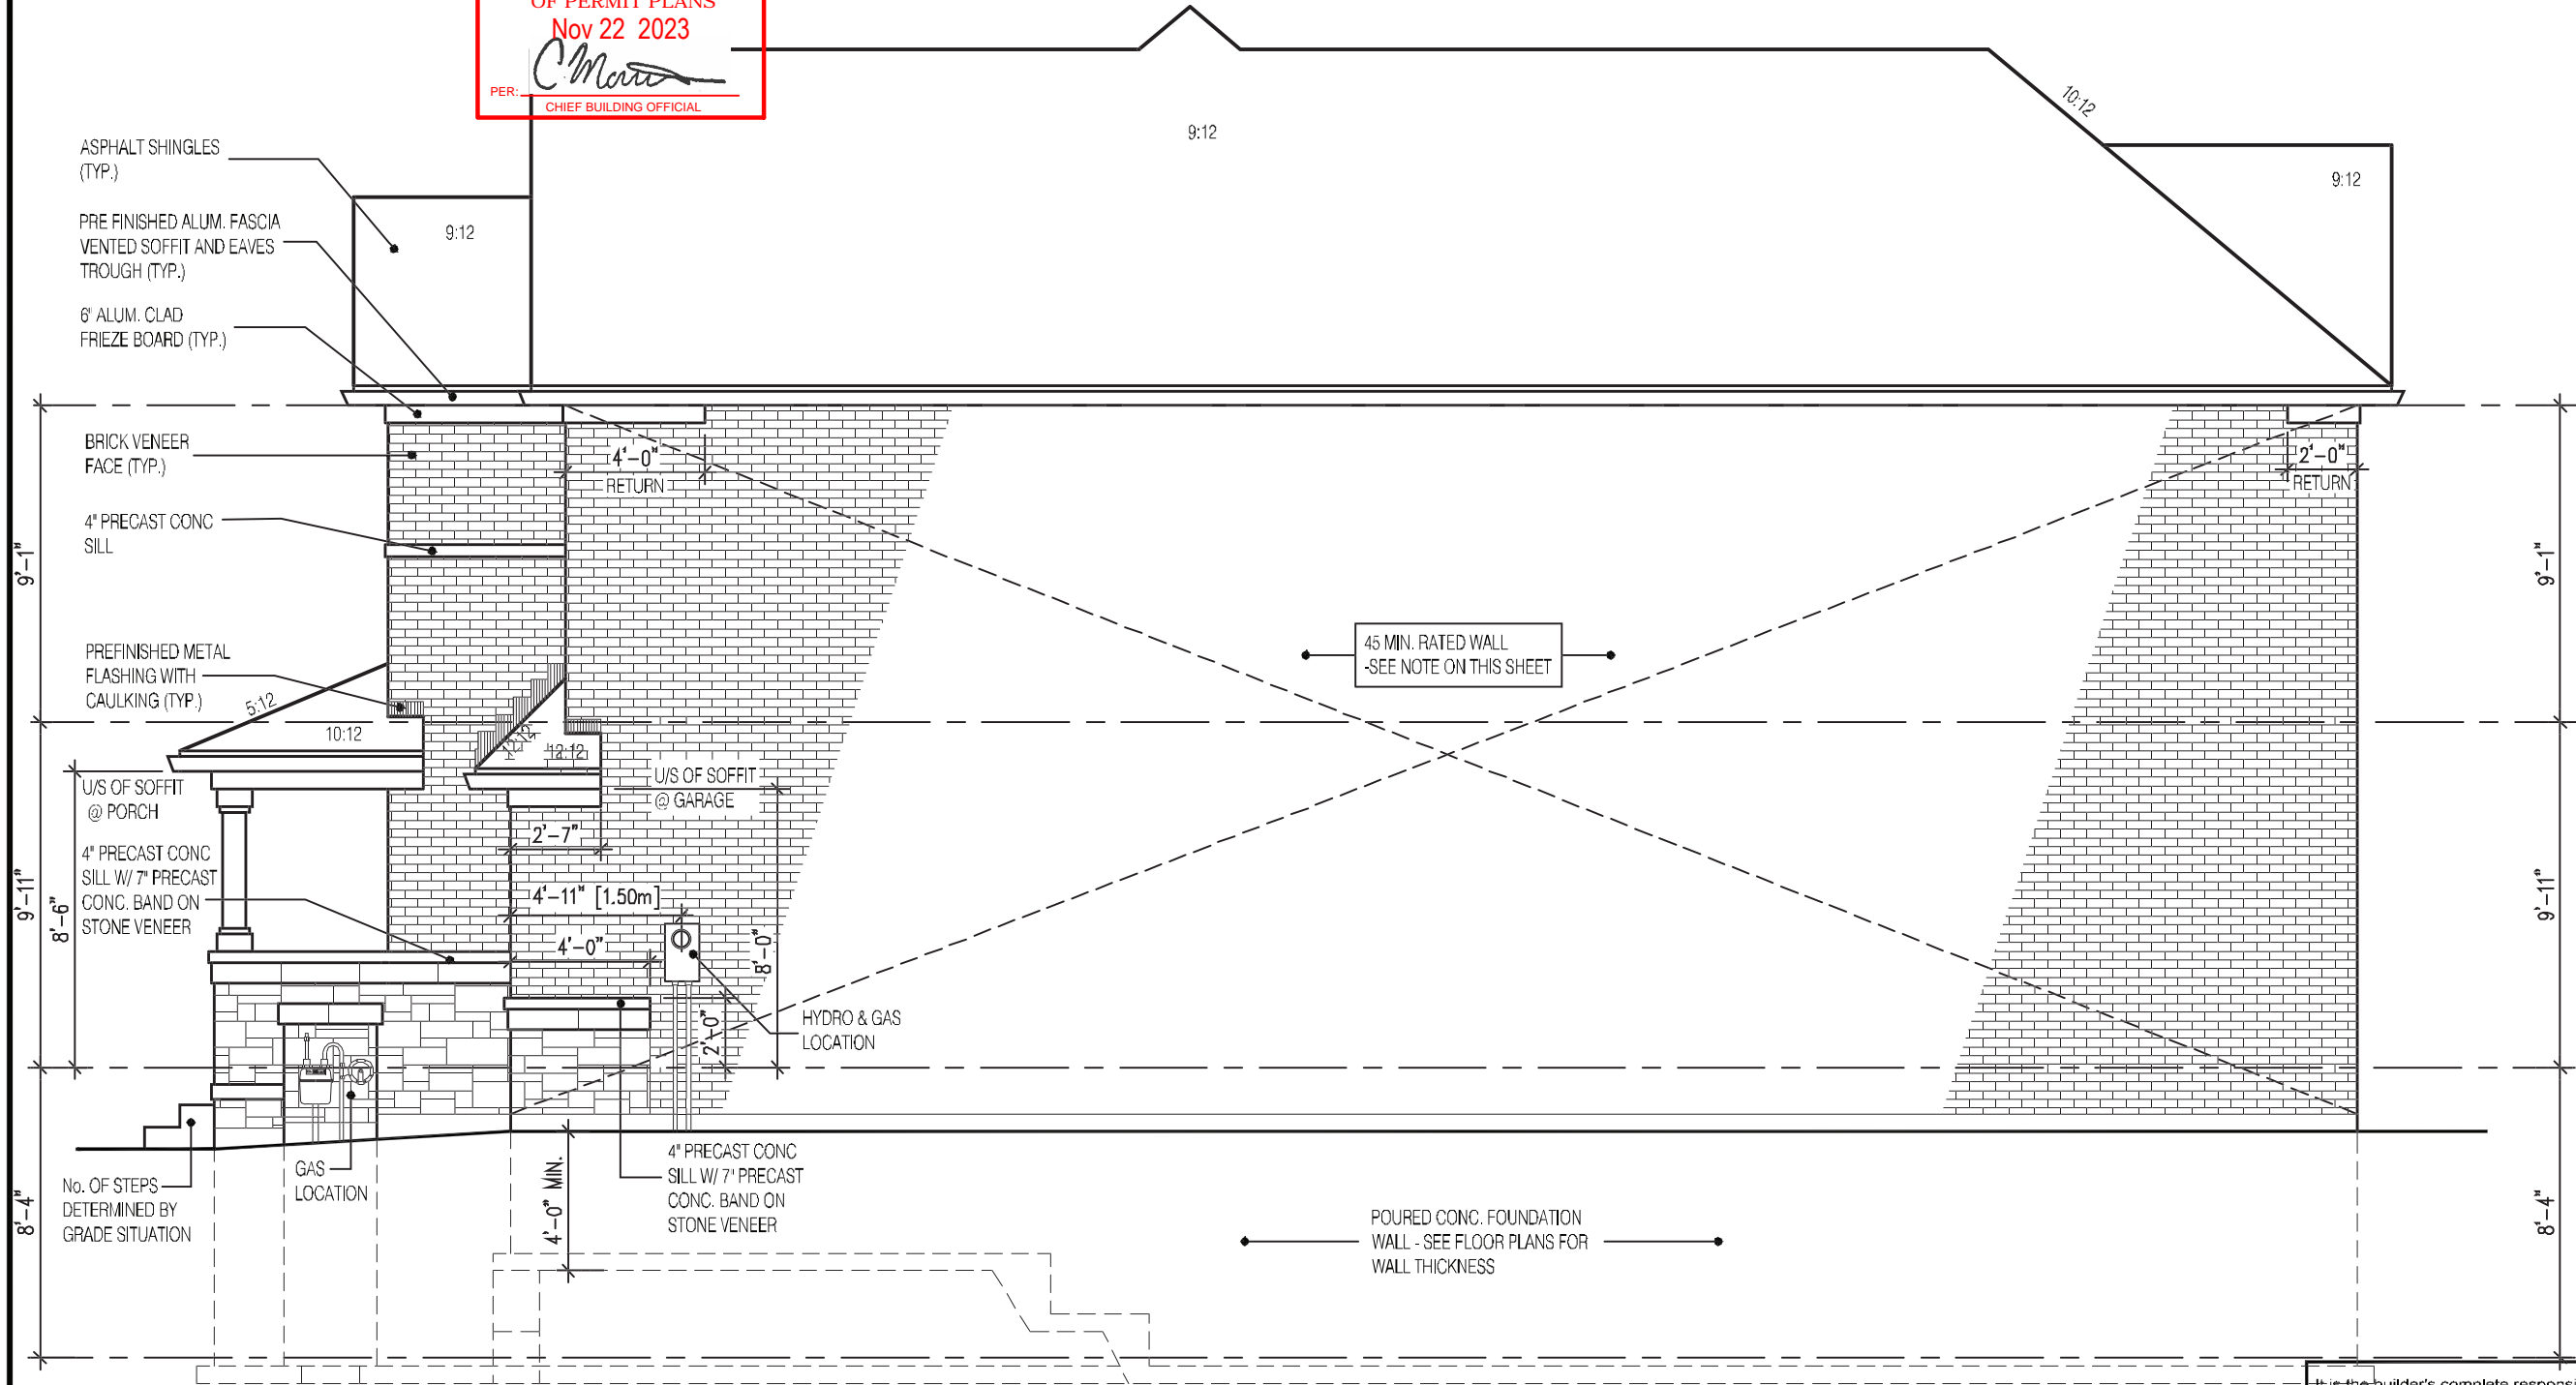 OF PERMIT PLANS
Nov 22 2023
PER:
CHIEF BUILDING OFFICIAL
10:12
9:12
9:12
9:12
ASPHALT SHINGLES
(TYP.)
PRE FINISHED ALUM. FASCIA
VENTED SOFFIT AND EAVES
TROUGH (TYP.)
6" ALUM. CLAD
FRIEZE BOARD (TYP.)
BRICK VENEER
FACE (TYP.)
4'-0"
RETURN
2'-0"
RETURN
4" PRECAST CONC
SILL
9'-1"
9'-1"
PREFINISHED METAL
FLASHING WITH
CAULKING (TYP.)
45 MIN. RATED WALL
-SEE NOTE ON THIS SHEET
5:12
10:12
12:12
12:12
U/S OF SOFFIT
@ PORCH
U/S OF SOFFIT
@ GARAGE
2'-7"
4" PRECAST CONC
SILL W/ 7" PRECAST
CONC. BAND ON
STONE VENEER
9'-11"
8'-6"
4'-11" [1.50m]
4'-0"
8'-0"
2'-0"
9'-11"
HYDRO & GAS
LOCATION
4" PRECAST CONC
SILL W/ 7" PRECAST
CONC. BAND ON
STONE VENEER
GAS
LOCATION
No. OF STEPS
DETERMINED BY
GRADE SITUATION
8'-4"
4'-0" MIN.
POURED CONC. FOUNDATION
WALL - SEE FLOOR PLANS FOR
WALL THICKNESS
8'-4"
It is the builder's complete